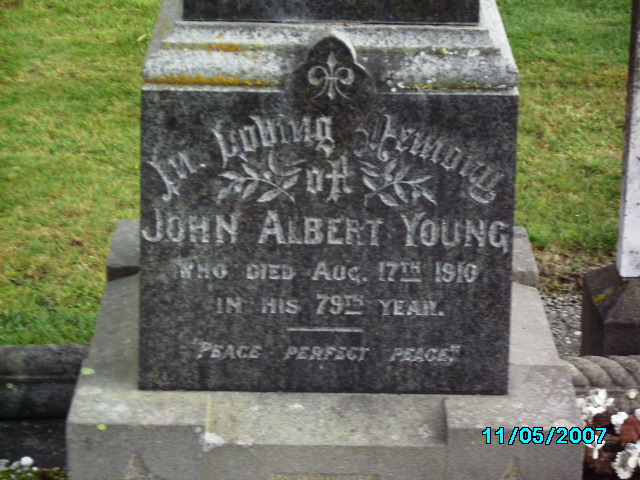 In Loving Memory
of
JOHN ALBERT YOUNG
WHO DIED AUG. 17TH 1910
IN HIS 79TH YEAR.
"PEACE PERFECT PEACE,"
11/05/2007